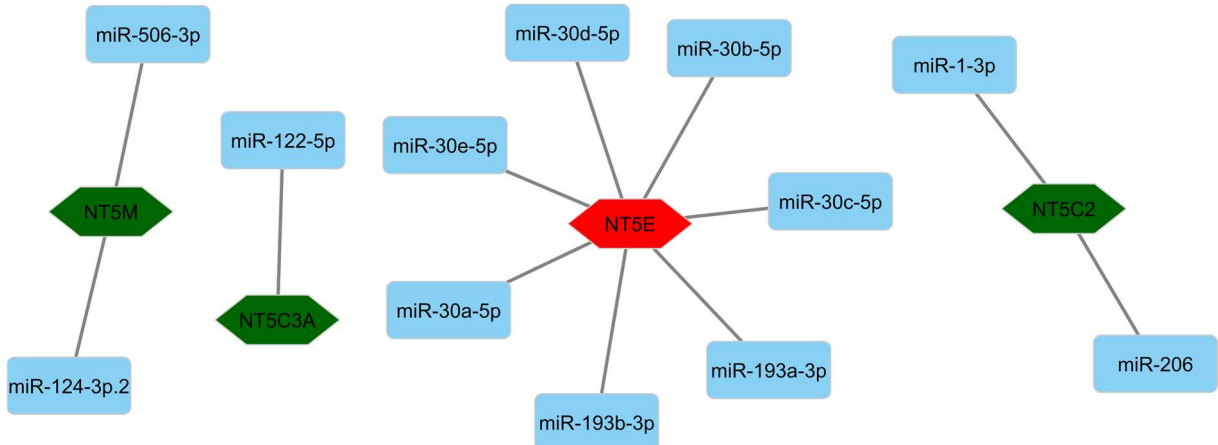 miR-506-3p
NT5M
miR-124-3p.2
miR-122-5p
NT5C3A
miR-30d-5p
miR-30b-5p
miR-30e-5p
miR-30c-5p
NT5E
miR-30a-5p
miR-193a-3p
miR-193b-3p
miR-1-3p
NT5C2
miR-206